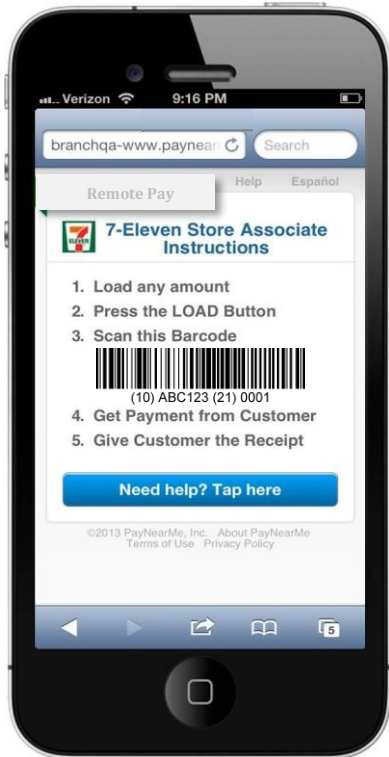 Verizon 9:16 PM
branchqa-www.paynearm Search
Remote Pay Help Español
7 ELEVEN
7-Eleven Store Associate
Instructions
1. Load any amount
2. Press the LOAD Button
3. Scan this Barcode
(10) ABC123 (21) 0001
4. Get Payment from Customer
5. Give Customer the Receipt
Need help? Tap here
©2013 PayNearMe, Inc. About PayNearMe
Terms of Use Privacy Policy
5